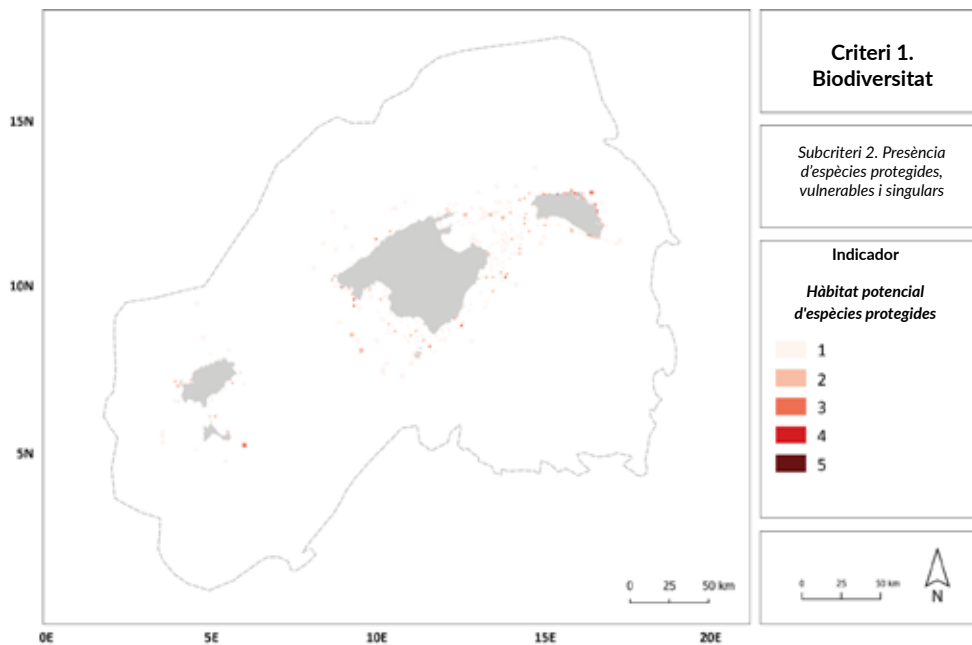 15N
10N
5N
0E
5E
10E
15E
20E
0 25 50 km
Criteri 1.
Biodiversitat
Subcriteri 2. Presència
d'espècies protegides,
vulnerables i singulars
Indicador
Hàbitat potencial
d'espècies protegides
1
2
3
4
5
0 25 50 km
N